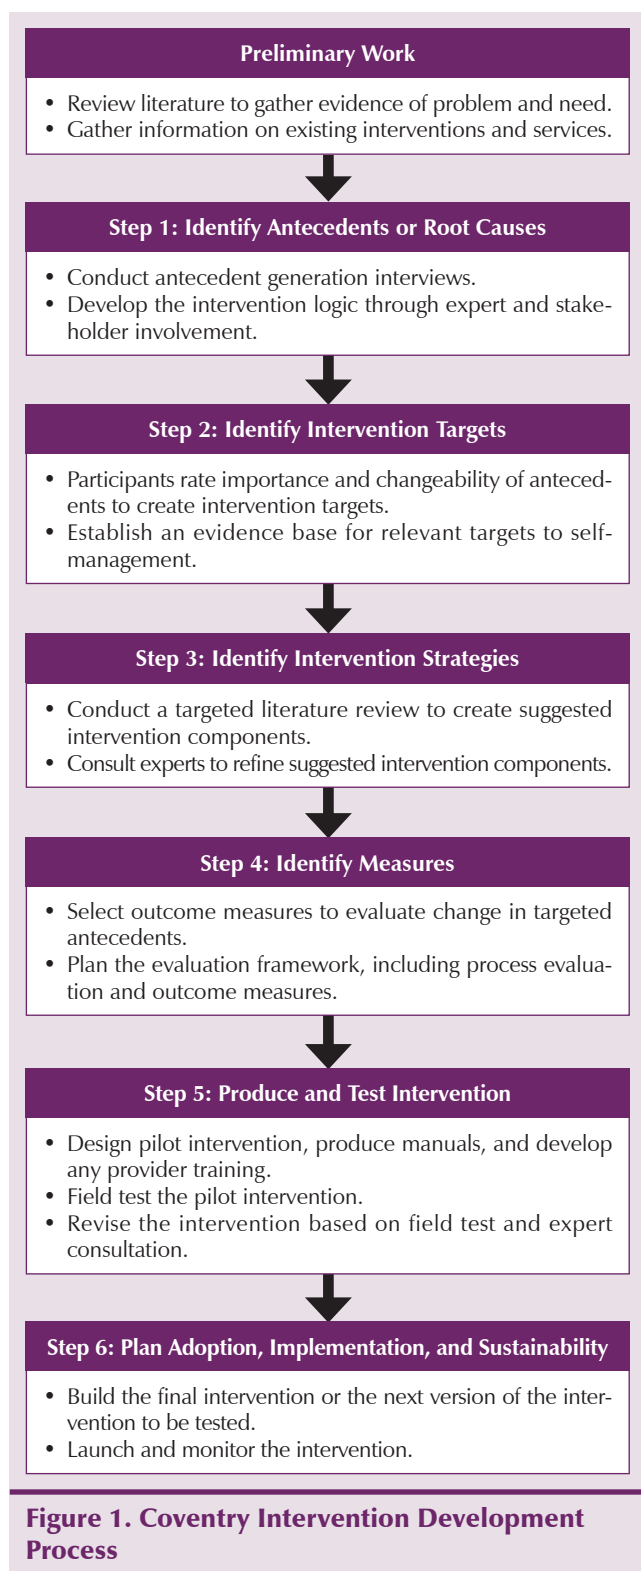 Preliminary Work
• Review literature to gather evidence of problem and need.
• Gather information on existing interventions and services.
Step 1: Identify Antecedents or Root Causes
• Conduct antecedent generation interviews.
• Develop the intervention logic through expert and stake-
holder involvement.
Step 2: Identify Intervention Targets
• Participants rate importance and changeability of anteced-
ents to create intervention targets.
• Establish an evidence base for relevant targets to self-
management.
Step 3: Identify Intervention Strategies
• Conduct a targeted literature review to create suggested
intervention components.
• Consult experts to refine suggested intervention components.
Step 4: Identify Measures
• Select outcome measures to evaluate change in targeted
antecedents.
• Plan the evaluation framework, including process evalua-
tion and outcome measures.
Step 5: Produce and Test Intervention
• Design pilot intervention, produce manuals, and develop
any provider training.
• Field test the pilot intervention.
• Revise the intervention based on field test and expert
consultation.
Step 6: Plan Adoption, Implementation, and Sustainability
• Build the final intervention or the next version of the inter-
vention to be tested.
• Launch and monitor the intervention.
Figure 1. Coventry Intervention Development
Process